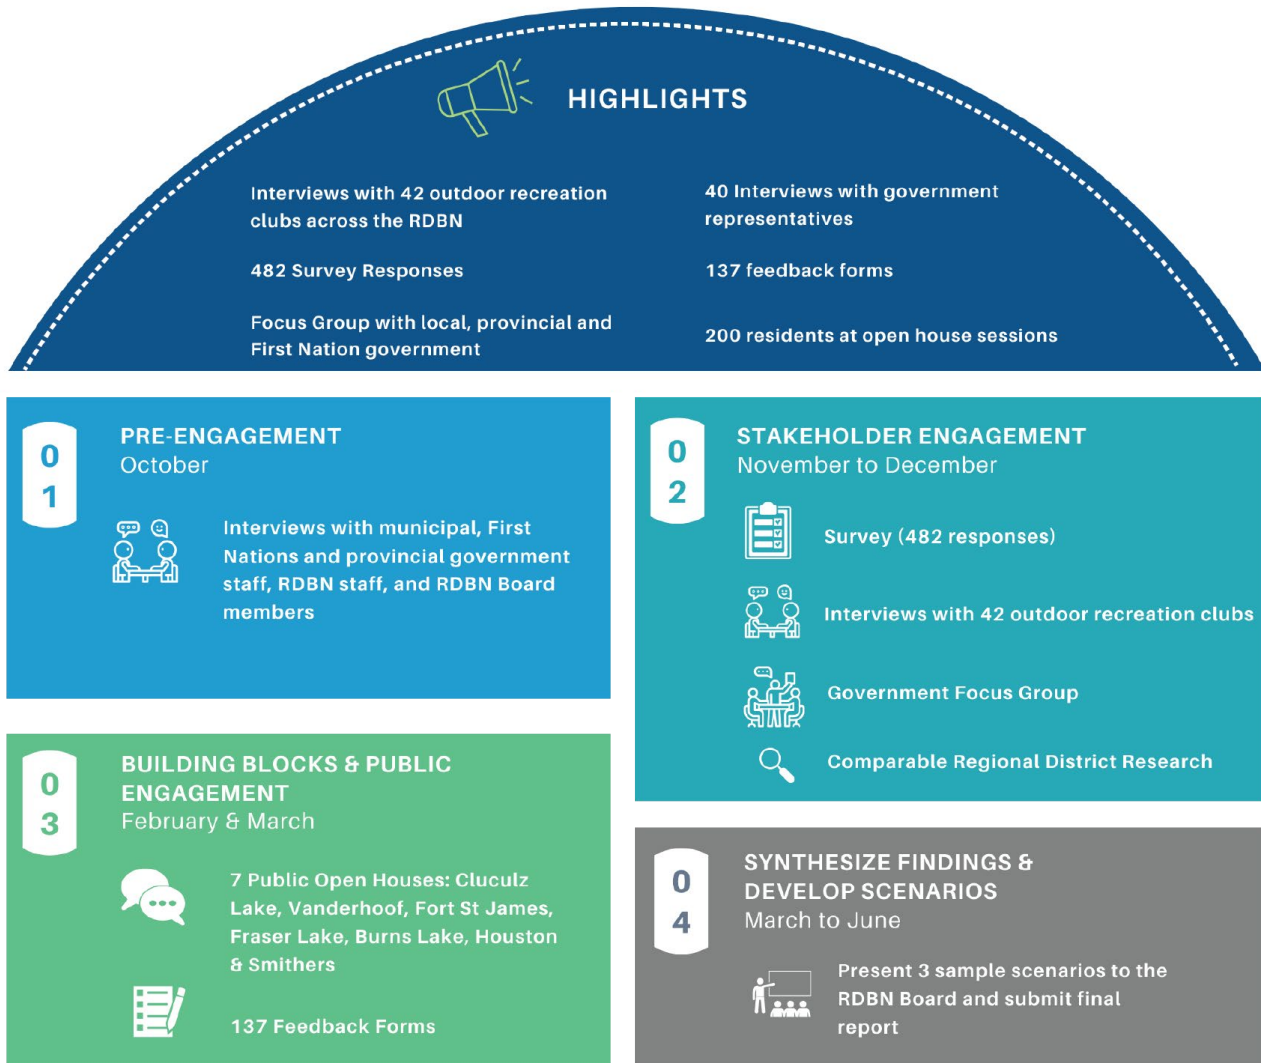 HIGHLIGHTS
Interviews with 42 outdoor recreation
clubs across the RDBN
482 Survey Responses
Focus Group with local, provincial and
First Nation government
40 Interviews with government
representatives
137 feedback forms
200 residents at open house sessions
0
1
PRE-ENGAGEMENT
October
Interviews with municipal, First
Nations and provincial government
staff, RDBN staff, and RDBN Board
members
0
2
STAKEHOLDER ENGAGEMENT
November to December
Survey (482 responses)
Interviews with 42 outdoor recreation clubs
Government Focus Group
Comparable Regional District Research
0
3
BUILDING BLOCKS & PUBLIC
ENGAGEMENT
February & March
7 Public Open Houses: Cluculz
Lake, Vanderhoof, Fort St James,
Fraser Lake, Burns Lake, Houston
& Smithers
137 Feedback Forms
0
4
SYNTHESIZE FINDINGS &
DEVELOP SCENARIOS
March to June
Present 3 sample scenarios to the
RDBN Board and submit final
report